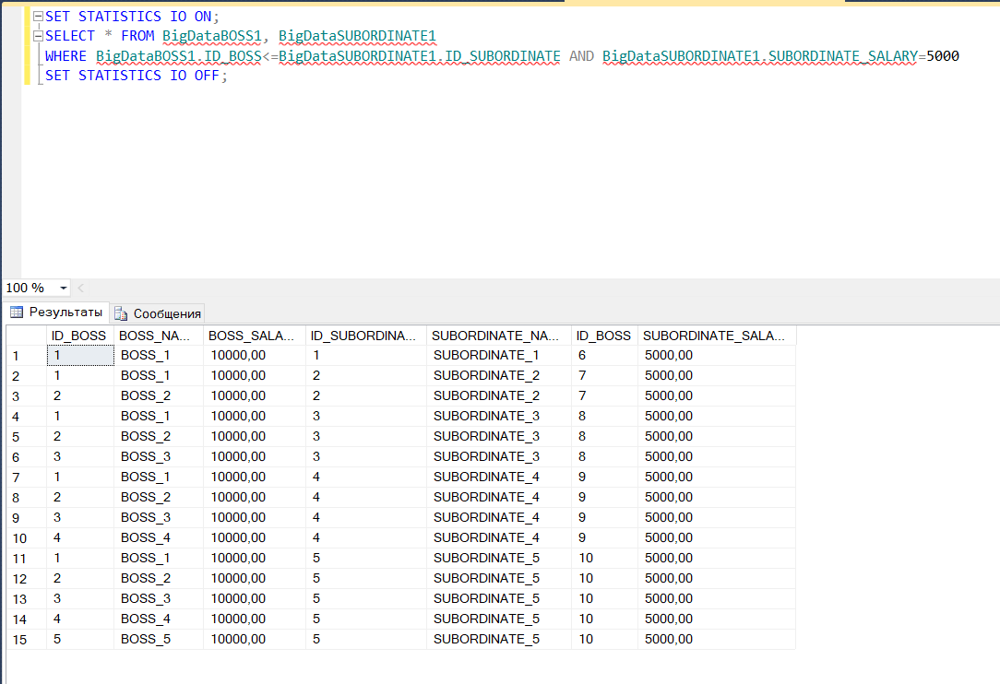 SET STATISTICS IO ON;
SELECT * FROM BigDataBOSS1, BigDataSUBORDINATE1
WHERE BigDataBOSS1.ID_BOSS<=BigDataSUBORDINATE1.ID_SUBORDINATE AND BigDataSUBORDINATE1.SUBORDINATE_SALARY=5000
SET STATISTICS IO OFF;
100 %
Результаты Сообщения
ID_BOSS BOSS_NA... BOSS_SALA... ID_SUBORDINA... SUBORDINATE_NA... ID_BOSS SUBORDINATE_SALA...
1 1 BOSS_1 10000,00 1 SUBORDINATE_1 6 5000,00
2 1 BOSS_1 10000,00 2 SUBORDINATE_2 7 5000,00
3 2 BOSS_2 10000,00 2 SUBORDINATE_2 7 5000,00
4 1 BOSS_1 10000,00 3 SUBORDINATE_3 8 5000,00
5 2 BOSS_2 10000,00 3 SUBORDINATE_3 8 5000,00
6 3 BOSS_3 10000,00 3 SUBORDINATE_3 8 5000,00
7 1 BOSS_1 10000,00 4 SUBORDINATE_4 9 5000,00
8 2 BOSS_2 10000,00 4 SUBORDINATE_4 9 5000,00
9 3 BOSS_3 10000,00 4 SUBORDINATE_4 9 5000,00
10 4 BOSS_4 10000,00 4 SUBORDINATE_4 9 5000,00
11 1 BOSS_1 10000,00 5 SUBORDINATE_5 10 5000,00
12 2 BOSS_2 10000,00 5 SUBORDINATE_5 10 5000,00
13 3 BOSS_3 10000,00 5 SUBORDINATE_5 10 5000,00
14 4 BOSS_4 10000,00 5 SUBORDINATE_5 10 5000,00
15 5 BOSS_5 10000,00 5 SUBORDINATE_5 10 5000,00